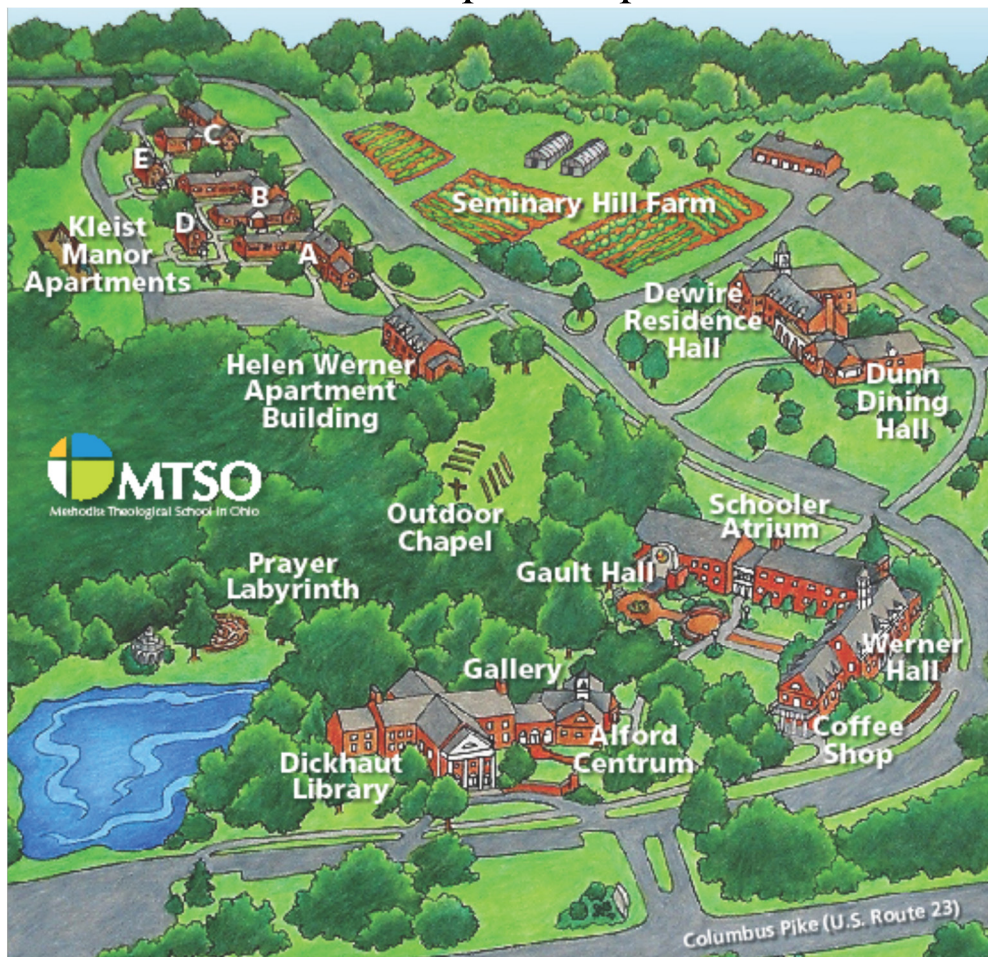 C
E
B
D
A
Kleist
Manor
Apartments
Seminary Hill Farm
Dewire
Residence
Hall
Dunn
Dining
Hall
Helen Werner
Apartment
Building
MTSO
Methodist Theological School in Ohio
Outdoor
Chapel
Schooler
Atrium
Gault Hall
Prayer
Labyrinth
Werner
Hall
Gallery
Coffee
Shop
Alford
Centrum
Dickhaut
Library
Columbus Pike (U.S. Route 23)